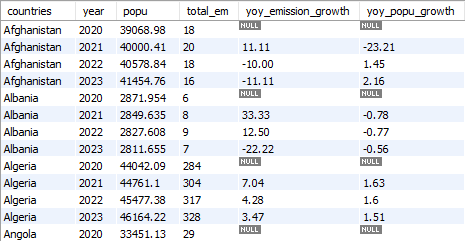 countries year popu total_em yoy_emission_growth yoy_popu_growth
Afghanistan 2020 39068.98 18 NULL NULL
Afghanistan 2021 40000.41 20 11.11 -23.21
Afghanistan 2022 40578.84 18 -10.00 1.45
Afghanistan 2023 41454.76 16 -11.11 2.16
Albania 2020 2871.954 6 NULL NULL
Albania 2021 2849.635 8 33.33 -0.78
Albania 2022 2827.608 9 12.50 -0.77
Albania 2023 2811.655 7 -22.22 -0.56
Algeria 2020 44042.09 284 NULL NULL
Algeria 2021 44761.1 304 7.04 1.63
Algeria 2022 45477.38 317 4.28 1.6
Algeria 2023 46164.22 328 3.47 1.51
Angola 2020 33451.13 29 NULL NULL